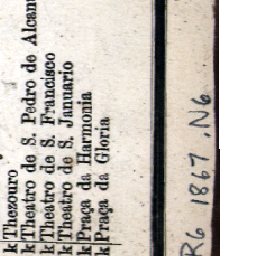 k Thezouro
k Theatro de S. Pedro de Alcan
k Theatro de S. Francisco
k Theatro de S. Januario
k Praça da Harmonia
k Praça da Gloria
R6 1867 .N6